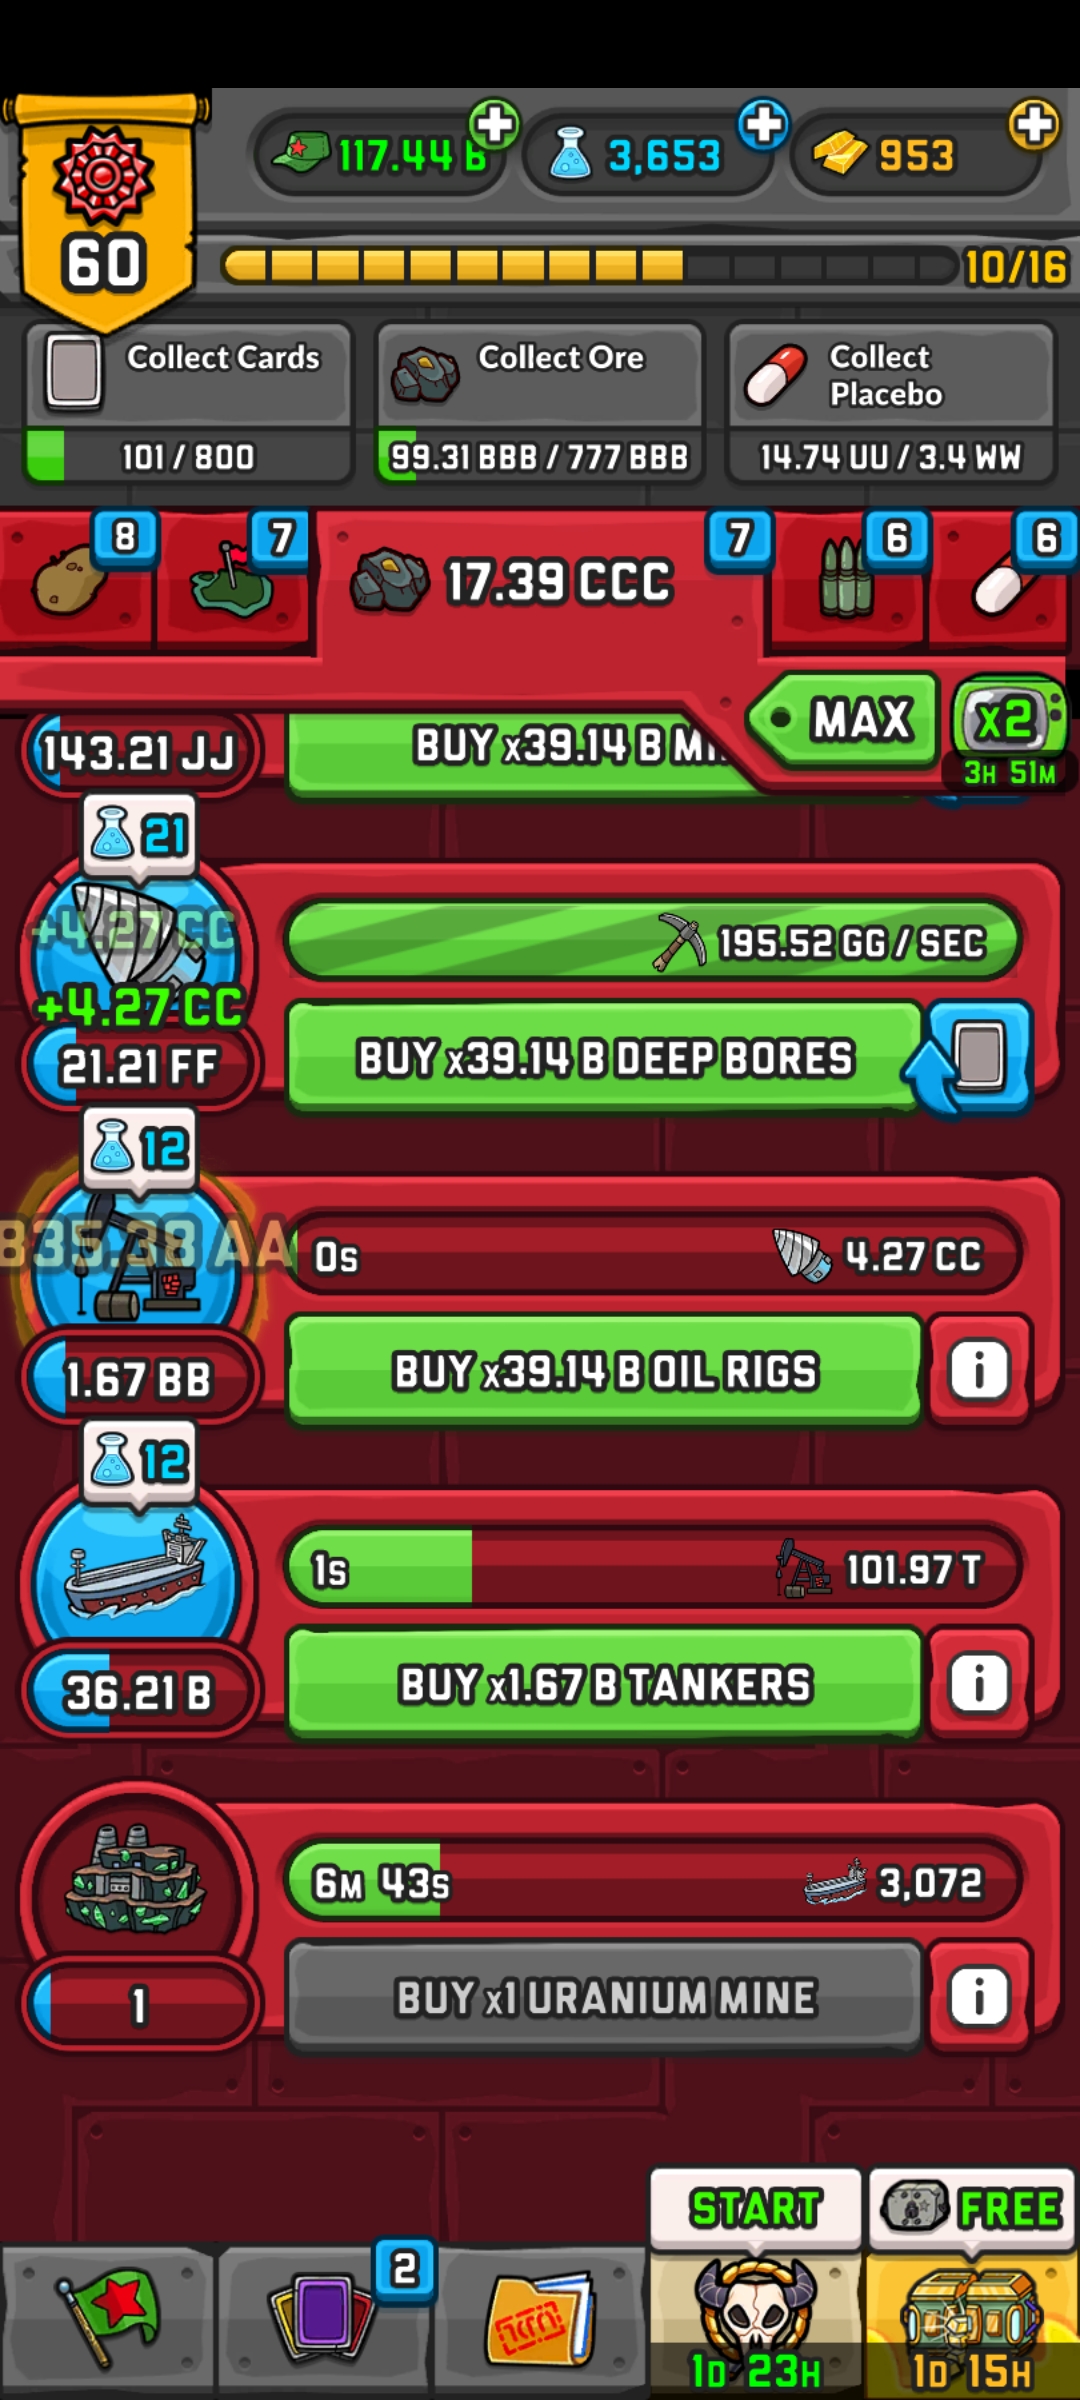 117.44 B
3,653
953
60
10/16
Collect Cards
101 / 800
Collect Ore
99.31 BBB / 777 BBB
Collect
Placebo
14.74 UU / 3.4 WW
8
7
17.39 CCC
7
6
6
MAX
x2
3H 51M
143.21 JJ
BUY x39.14 B
21
+4.27 CC
+4.27 CC
195.52 GG / SEC
21.21 FF
BUY x39.14 B DEEP BORES
12
835.38 AA
0s
4.27 CC
1.67 BB
BUY x39.14 B OIL RIGS
i
12
1s
101.97 T
36.21 B
BUY x1.67 B TANKERS
i
6M 43s
3,072
1
BUY x1 URANIUM MINE
i
START
FREE
2
1D 23H
1D 15H